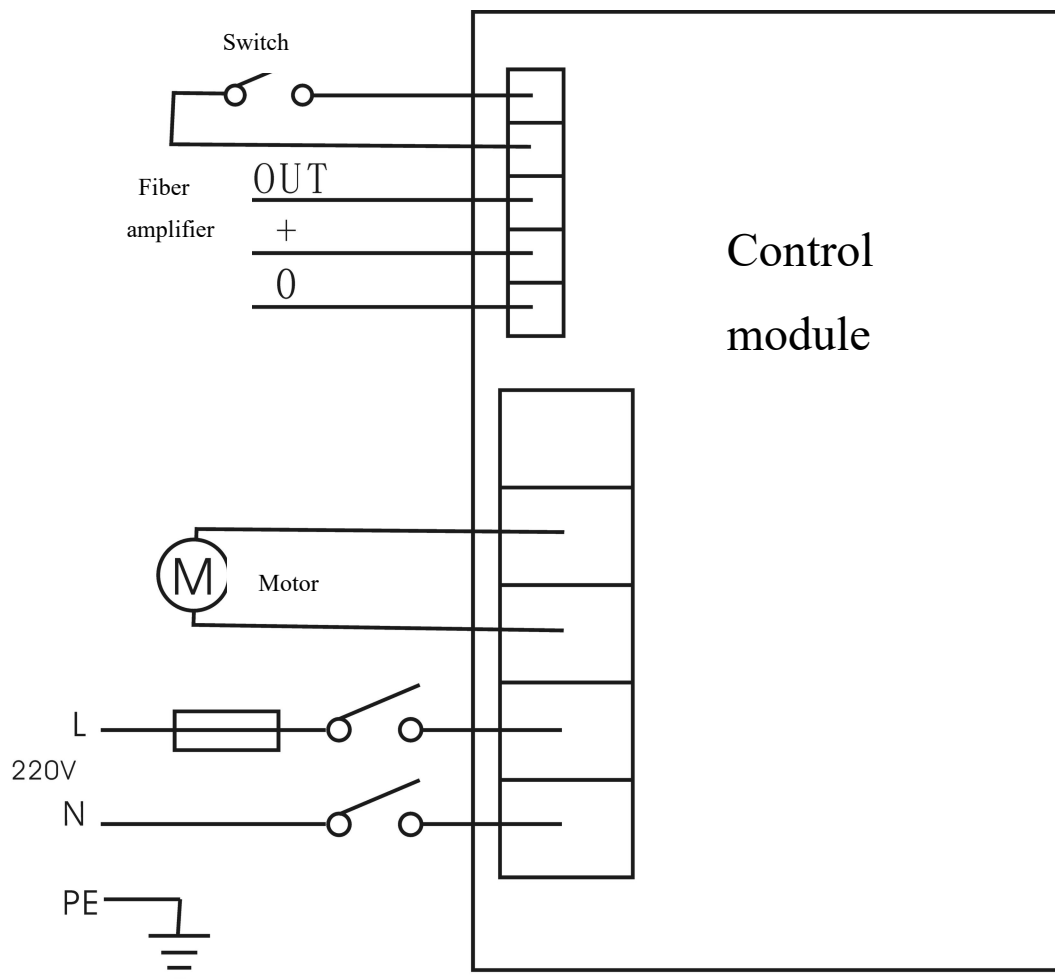 Switch
OUT
Fiber
amplifier
+
0
Control
module
M
Motor
L
220V
N
PE